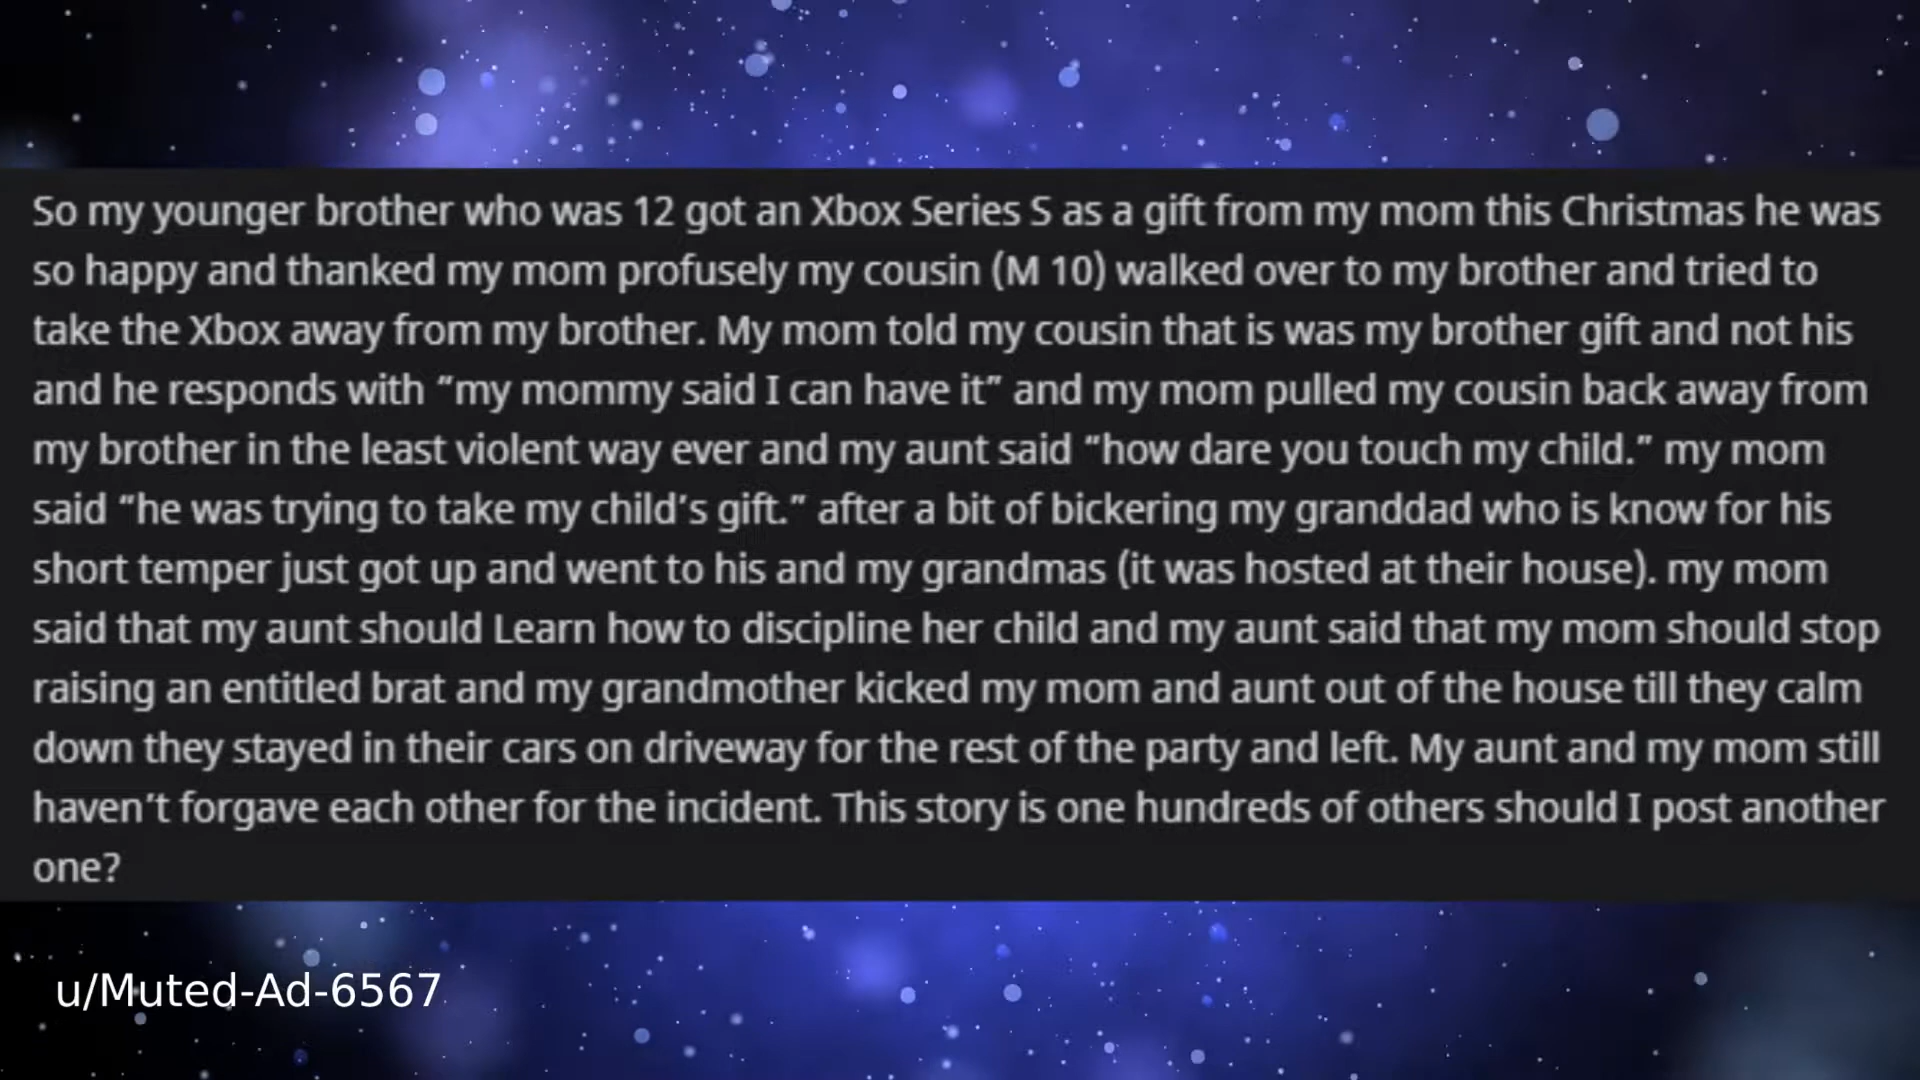 So my younger brother who was 12 got an Xbox Series S as a gift from my mom this Christmas he was
so happy and thanked my mom profusely my cousin (M 10) walked over to my brother and tried to
take the Xbox away from my brother. My mom told my cousin that is was my brother gift and not his
and he responds with “my mommy said I can have it” and my mom pulled my cousin back away from
my brother in the least violent way ever and my aunt said “how dare you touch my child.” my mom
said “he was trying to take my child’s gift.” after a bit of bickering my granddad who is know for his
short temper just got up and went to his and my grandmas (it was hosted at their house). my mom
said that my aunt should Learn how to discipline her child and my aunt said that my mom should stop
raising an entitled brat and my grandmother kicked my mom and aunt out of the house till they calm
down they stayed in their cars on driveway for the rest of the party and left. My aunt and my mom still
haven’t forgave each other for the incident. This story is one hundreds of others should I post another
one?
u/Muted-Ad-6567